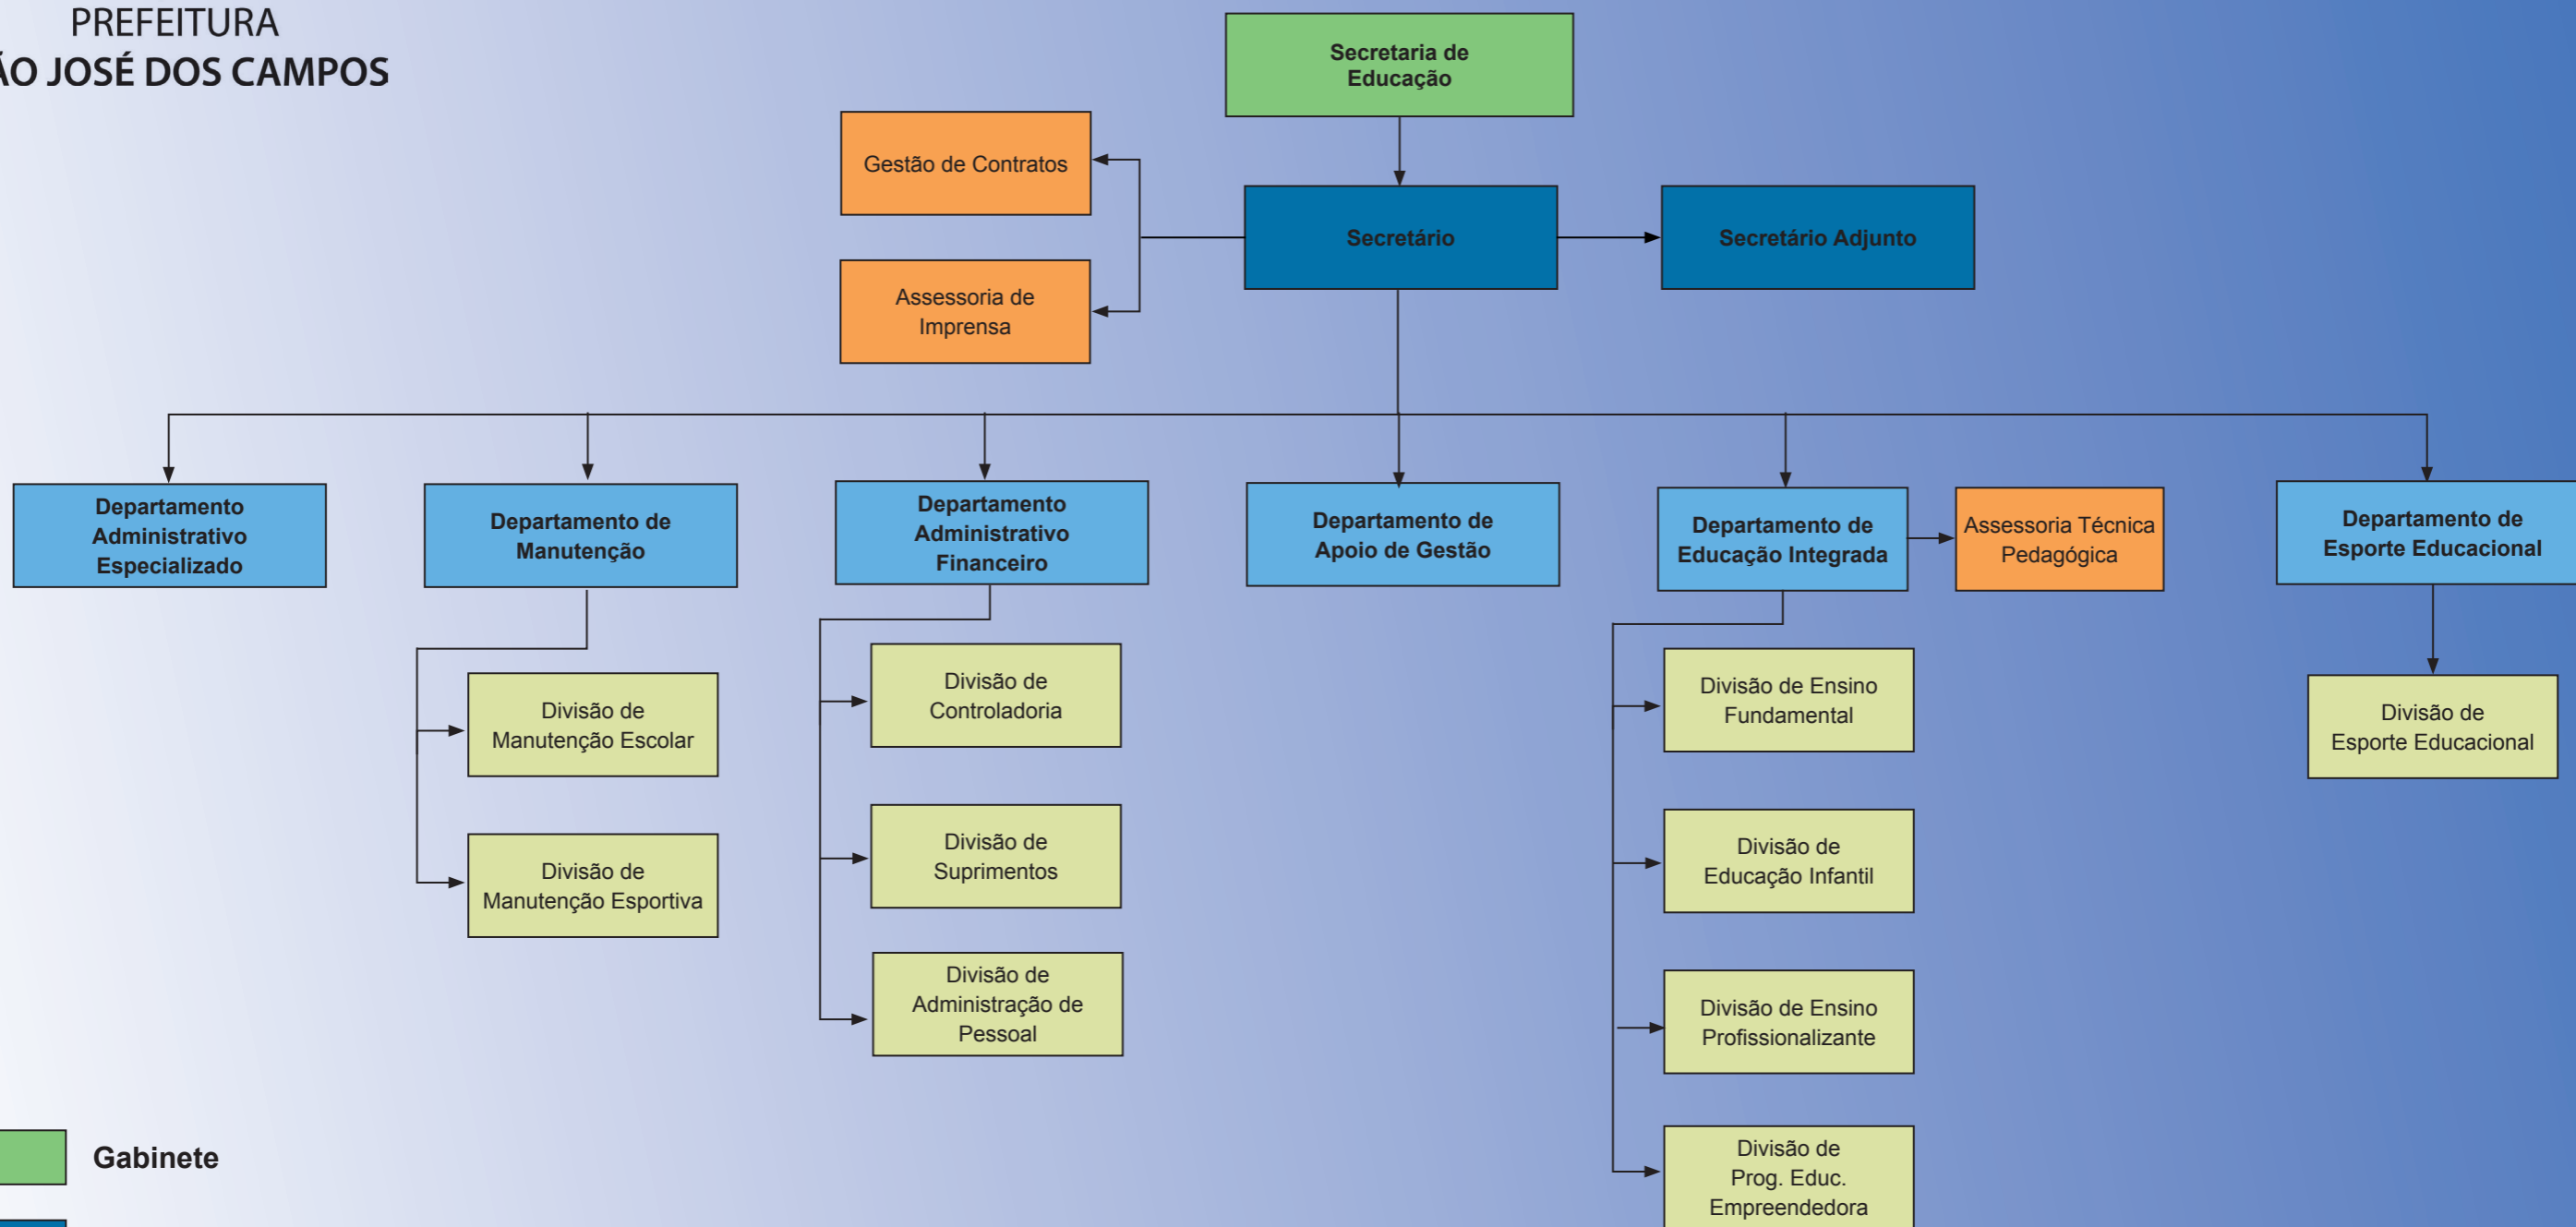 PREFEITURA
ÃO JOSÉ DOS CAMPOS
Secretaria de
Educação
Gestão de Contratos
Secretário
Secretário Adjunto
Assessoria de
Imprensa
Departamento
Administrativo
Especializado
Departamento de
Manutenção
Departamento
Administrativo
Financeiro
Departamento de
Apoio de Gestão
Departamento de
Educação Integrada
Assessoria Técnica
Pedagógica
Departamento de
Esporte Educacional
Divisão de
Manutenção Escolar
Divisão de
Manutenção Esportiva
Divisão de
Controladoria
Divisão de
Suprimentos
Divisão de
Administração de
Pessoal
Divisão de Ensino
Fundamental
Divisão de
Educação Infantil
Divisão de Ensino
Profissionalizante
Divisão de
Prog. Educ.
Empreendedora
Divisão de
Esporte Educacional
Gabinete